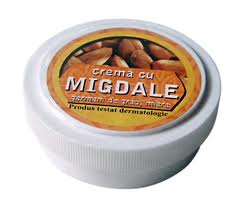 cremă cu
MIGDALE
germeni de grâu, miere
Produs testat dermatologic